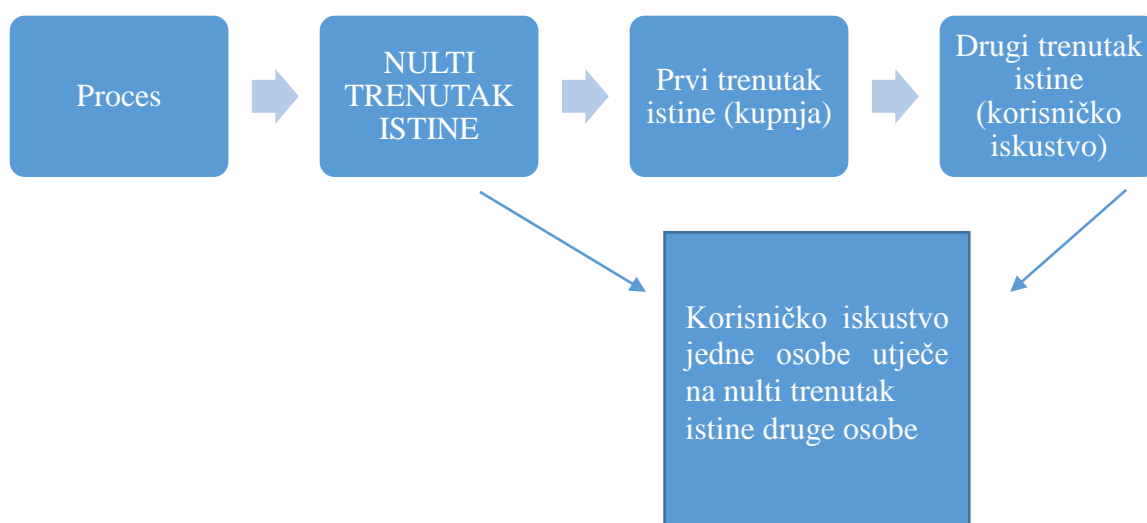 Proces
NULTI
TRENUTAK
ISTINE
Prvi trenutak
istine (kupnja)
Drugi trenutak
istine
(korisničko
iskustvo)
Korisničko iskustvo
jedne osobe utječe
na nulti trenutak
istine druge osobe